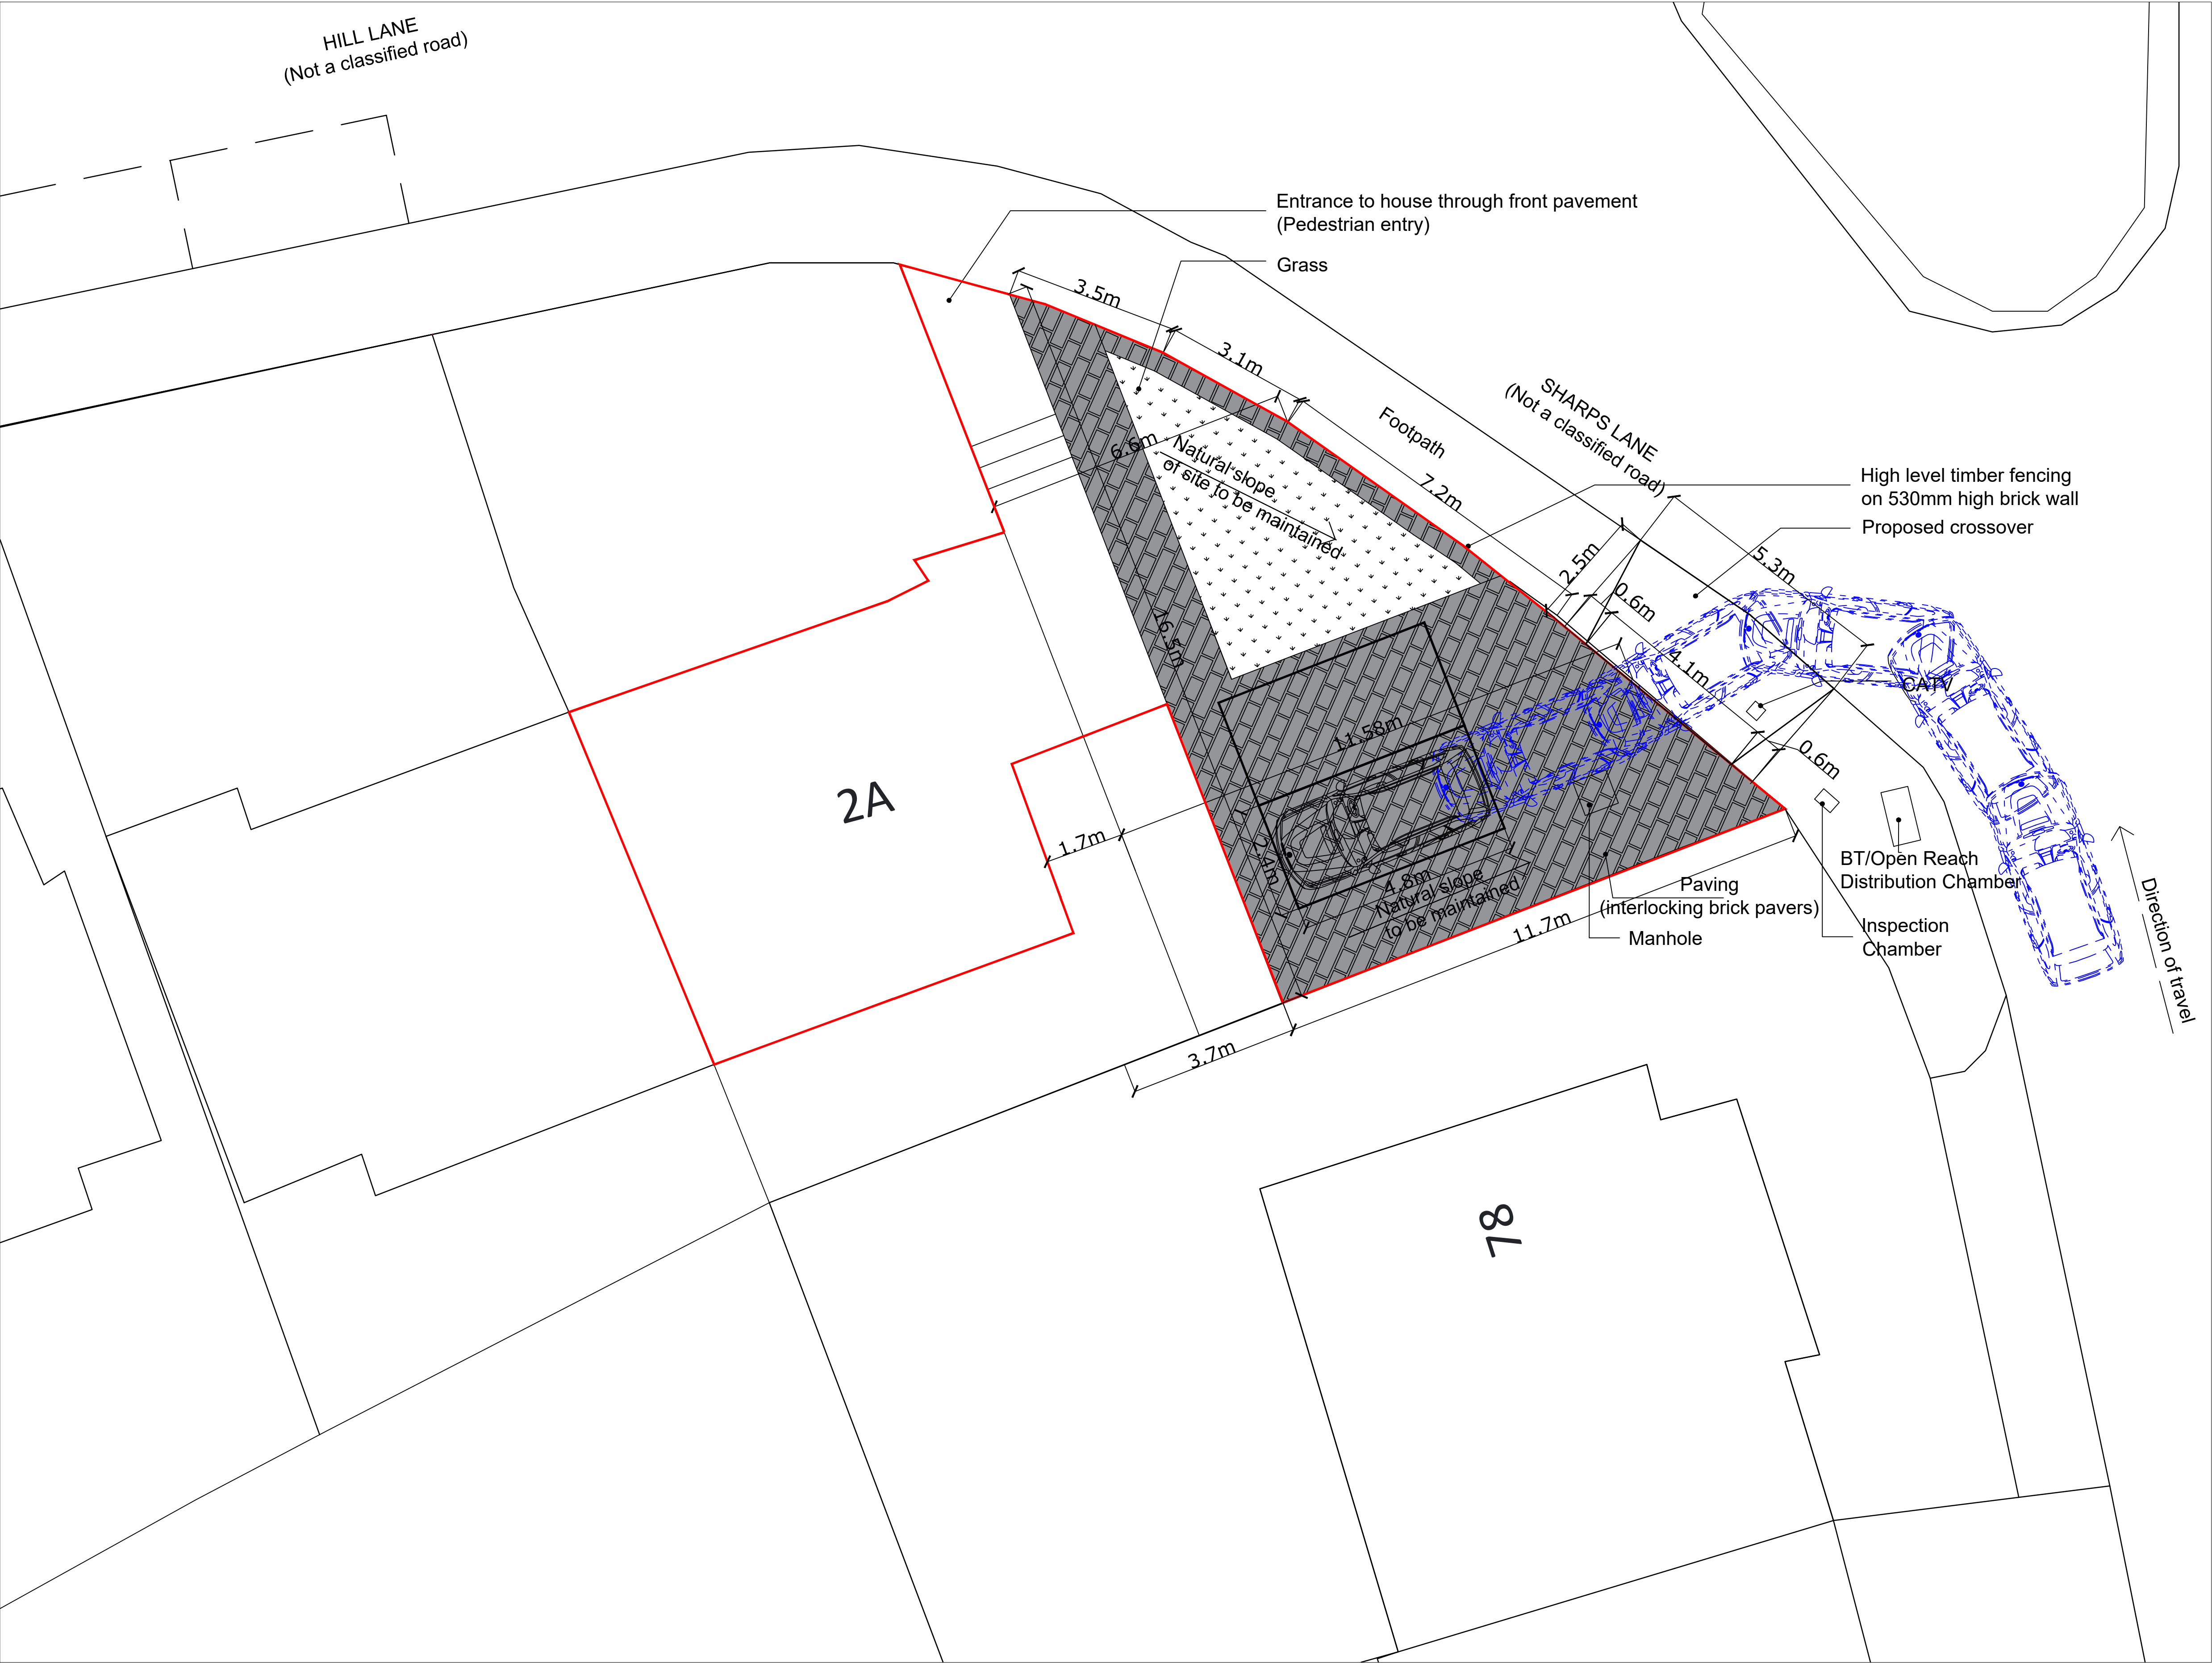 HILL LANE
(Not a classified road)
Entrance to house through front pavement
(Pedestrian entry)
Grass
3.5m
3.1m
Footpath
SHARPS LANE
(Not a classified road)
6.6m
Natural slope
of site to be maintained
7.2m
High level timber fencing
on 530mm high brick wall
Proposed crossover
2.5m
5.3m
0.6m
16.5m
4.1m
CATV
11.58m
0.6m
2A
1.7m
2.4m
4.8m
Natural slope
to be maintained
BT/Open Reach
Distribution Chamber
Paving
(interlocking brick pavers)
11.7m
Manhole
Inspection
Chamber
Direction of travel
3.7m
78